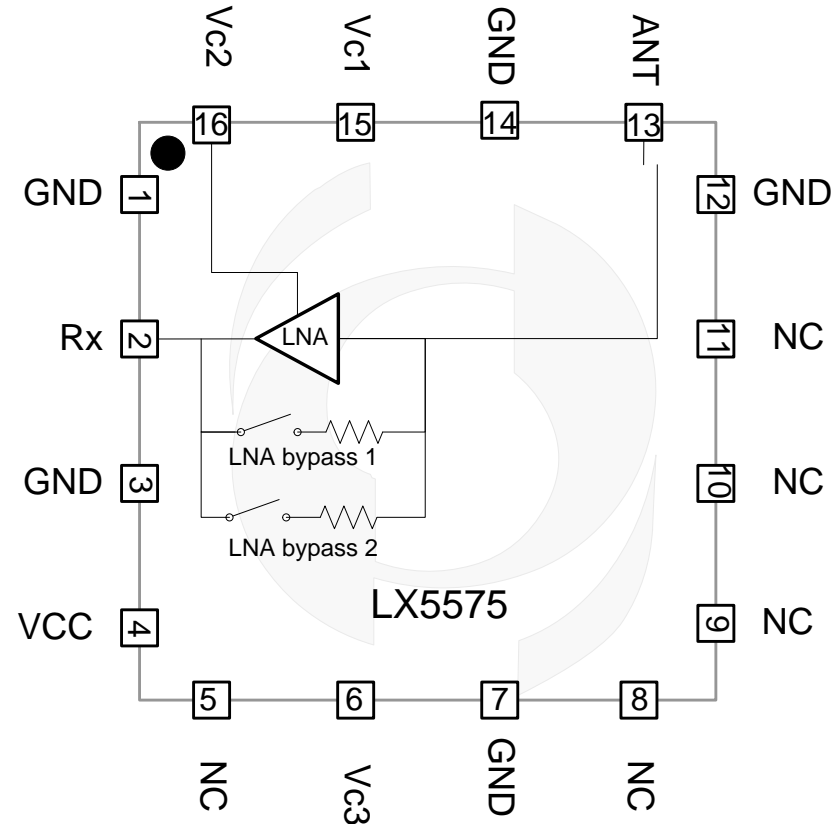 Vc2
Vc1
GND
ANT
16
15
14
13
GND
1
12
GND
Rx
2
LNA
11
NC
LNA bypass 1
GND
3
10
NC
LNA bypass 2
LX5575
VCC
4
9
NC
5
6
7
8
NC
Vc3
GND
NC